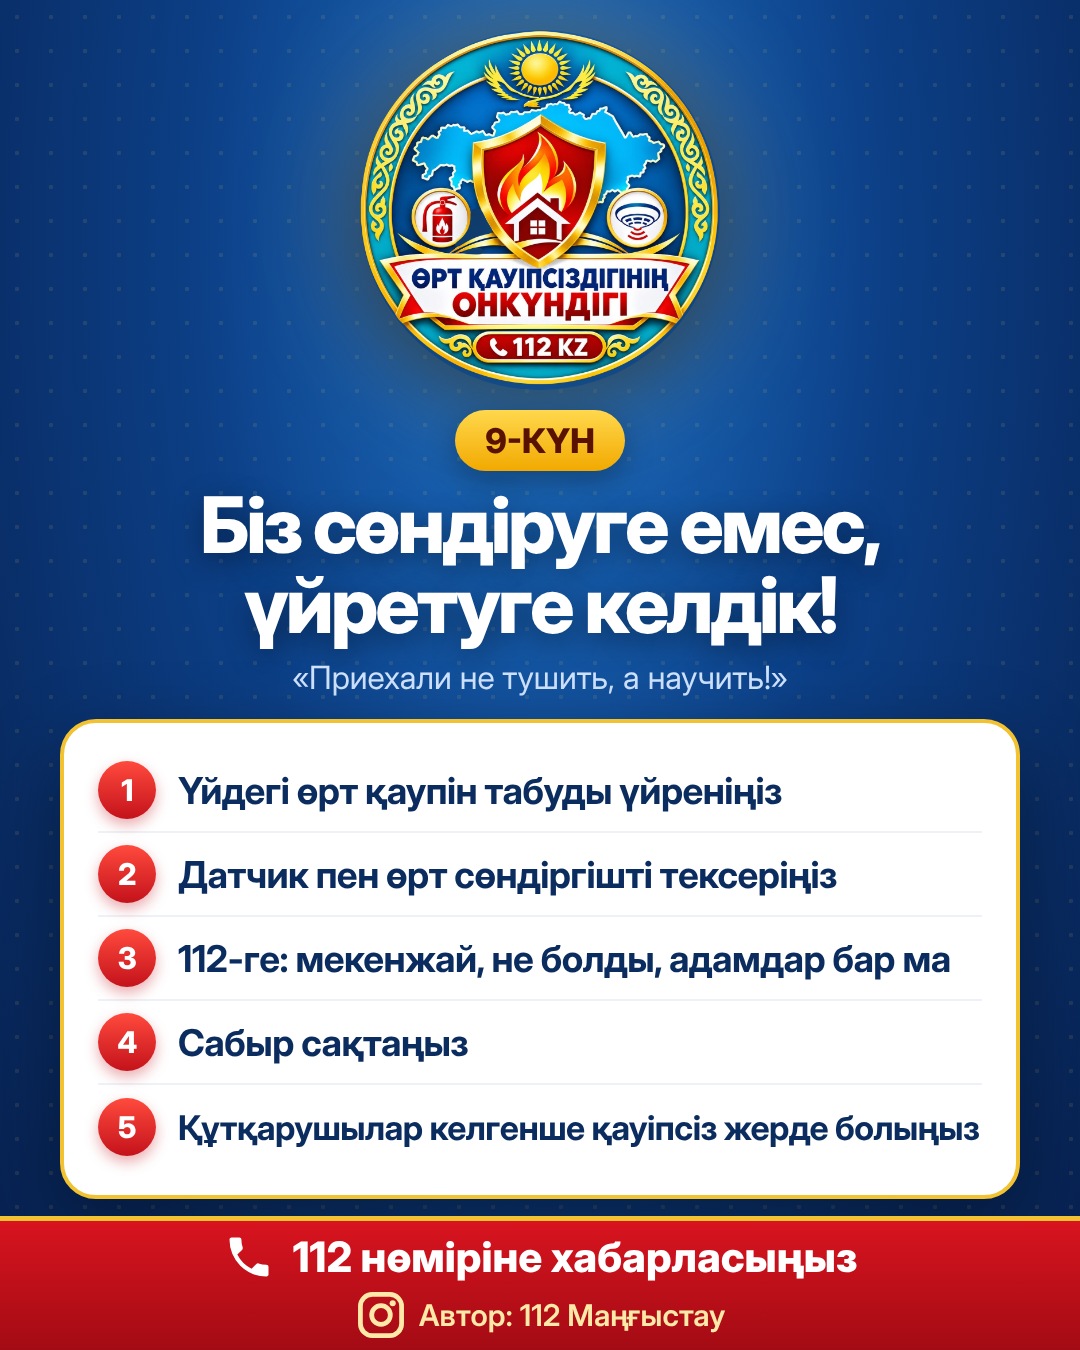 ӨРТ ҚАУІПСІЗДІГІНІҢ
ОНКҮНДІГІ
112 KZ
9-КҮН
Біз сөндіруге емес,
үйретуге келдік!
«Приехали не тушить, а научить!»
1 Үйдегі өрт қаупін табуды үйреніңіз
2 Датчик пен өрт сөндіргішті тексеріңіз
3 112-ге: мекенжай, не болды, адамдар бар ма
4 Сабыр сақтаңыз
5 Құтқарушылар келгенше қауіпсіз жерде болыңыз
112 нөміріне хабарласыңыз
Автор: 112 Маңғыстау